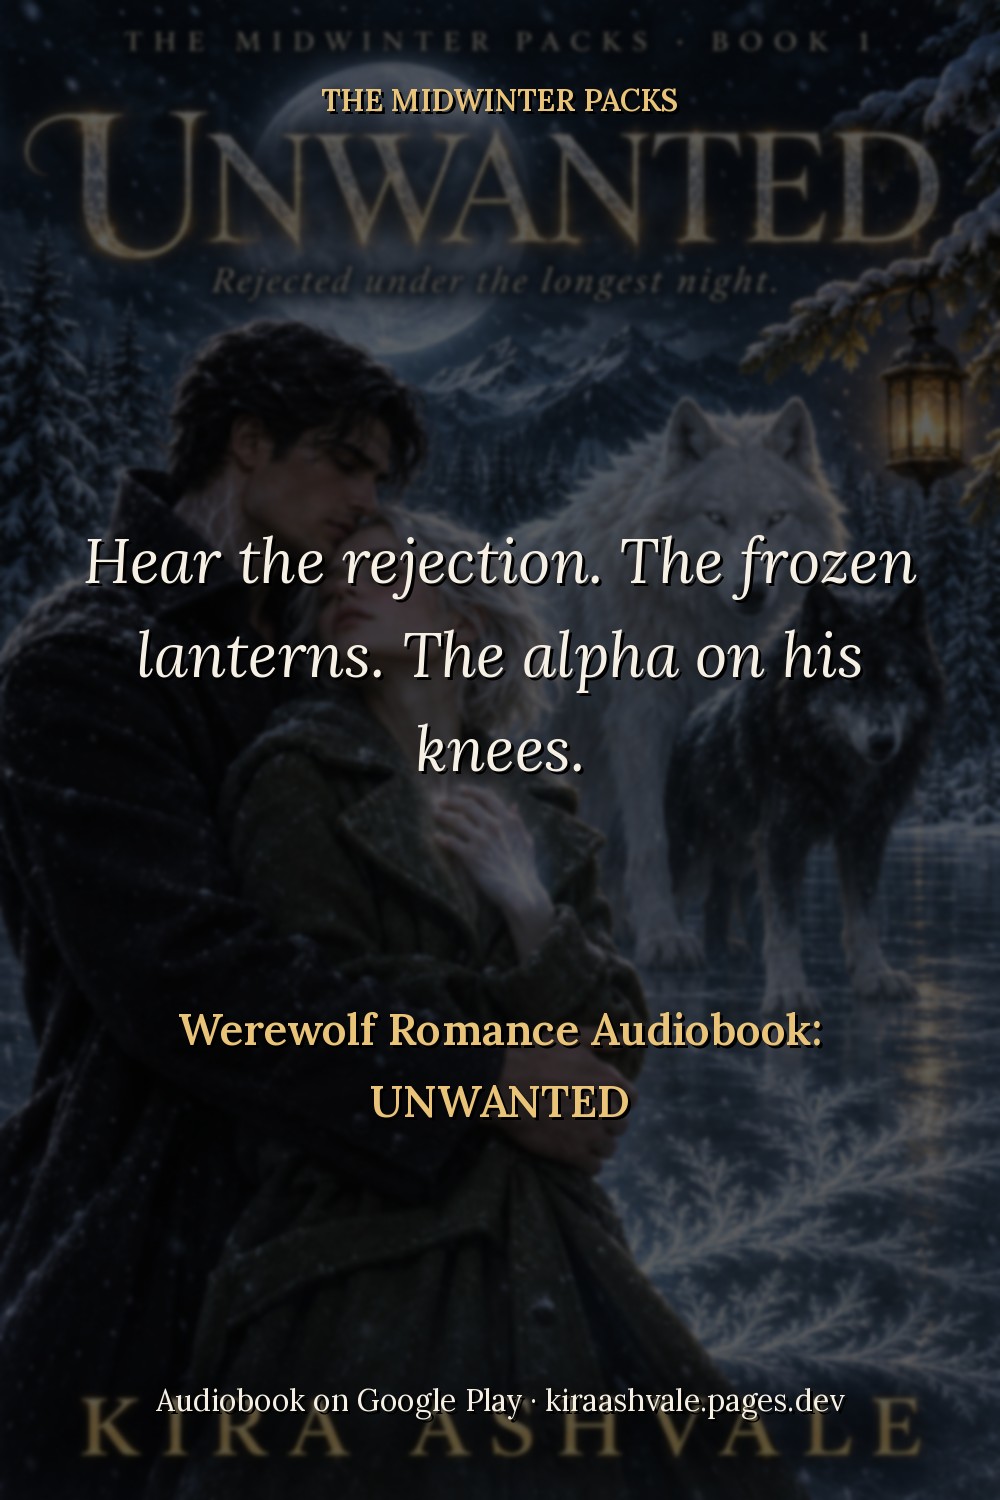 THE MIDWINTER PACKS · BOOK 1
THE MIDWINTER PACKS
UNWANTED
Rejected under the longest night.
Hear the rejection. The frozen
lanterns. The alpha on his
knees.
Werewolf Romance Audiobook:
UNWANTED
Audiobook on Google Play · kiraashvale.pages.dev
KIRA ASHVALE